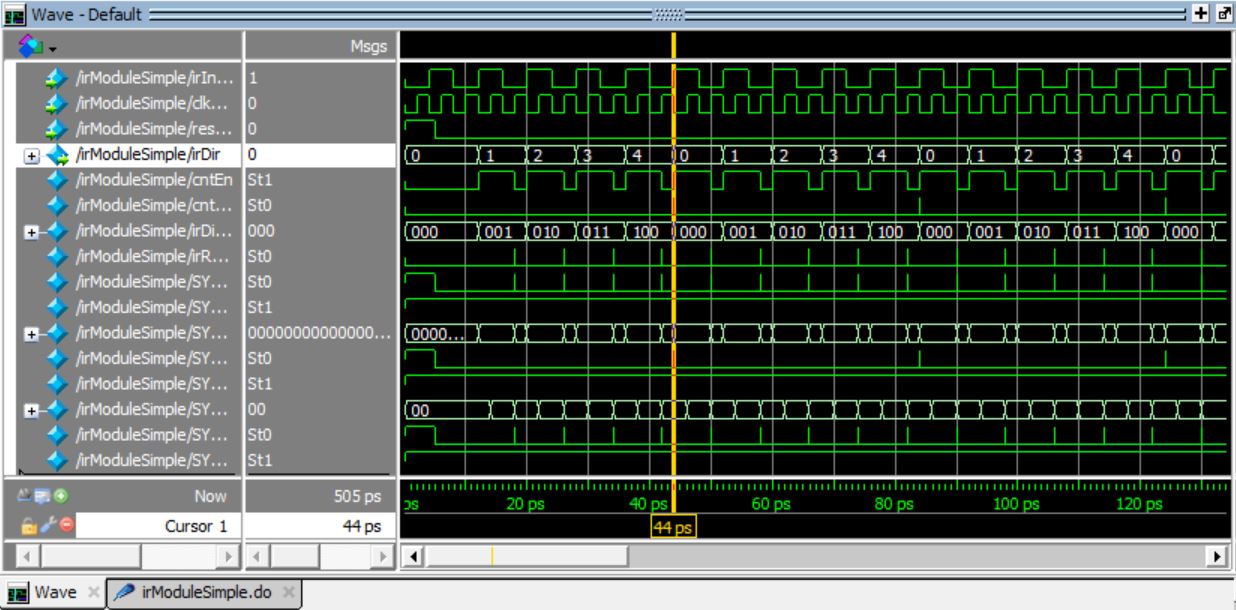 Wave - Default
Msgs
/irModuleSimple/irIn... 1
/irModuleSimple/clk... 0
/irModuleSimple/res... 0
/irModuleSimple/irDir 0 0 1 2 3 4 0 1 2 3 4 0 1 2 3 4 0
/irModuleSimple/cntEn St1
/irModuleSimple/cnt... St0
/irModuleSimple/irDi... 000 000 001 010 011 100 000 001 010 011 100 000 001 010 011 100 000
/irModuleSimple/irR... St0
/irModuleSimple/SY... St0
/irModuleSimple/SY... St1
/irModuleSimple/SY... 00000000000000... 0000...
/irModuleSimple/SY... St0
/irModuleSimple/SY... St1
/irModuleSimple/SY... 00 00
/irModuleSimple/SY... St0
/irModuleSimple/SY... St1
Now 505 ps ps 20 ps 40 ps 60 ps 80 ps 100 ps 120 ps
Cursor 1 44 ps 44 ps
Wave irModuleSimple.do